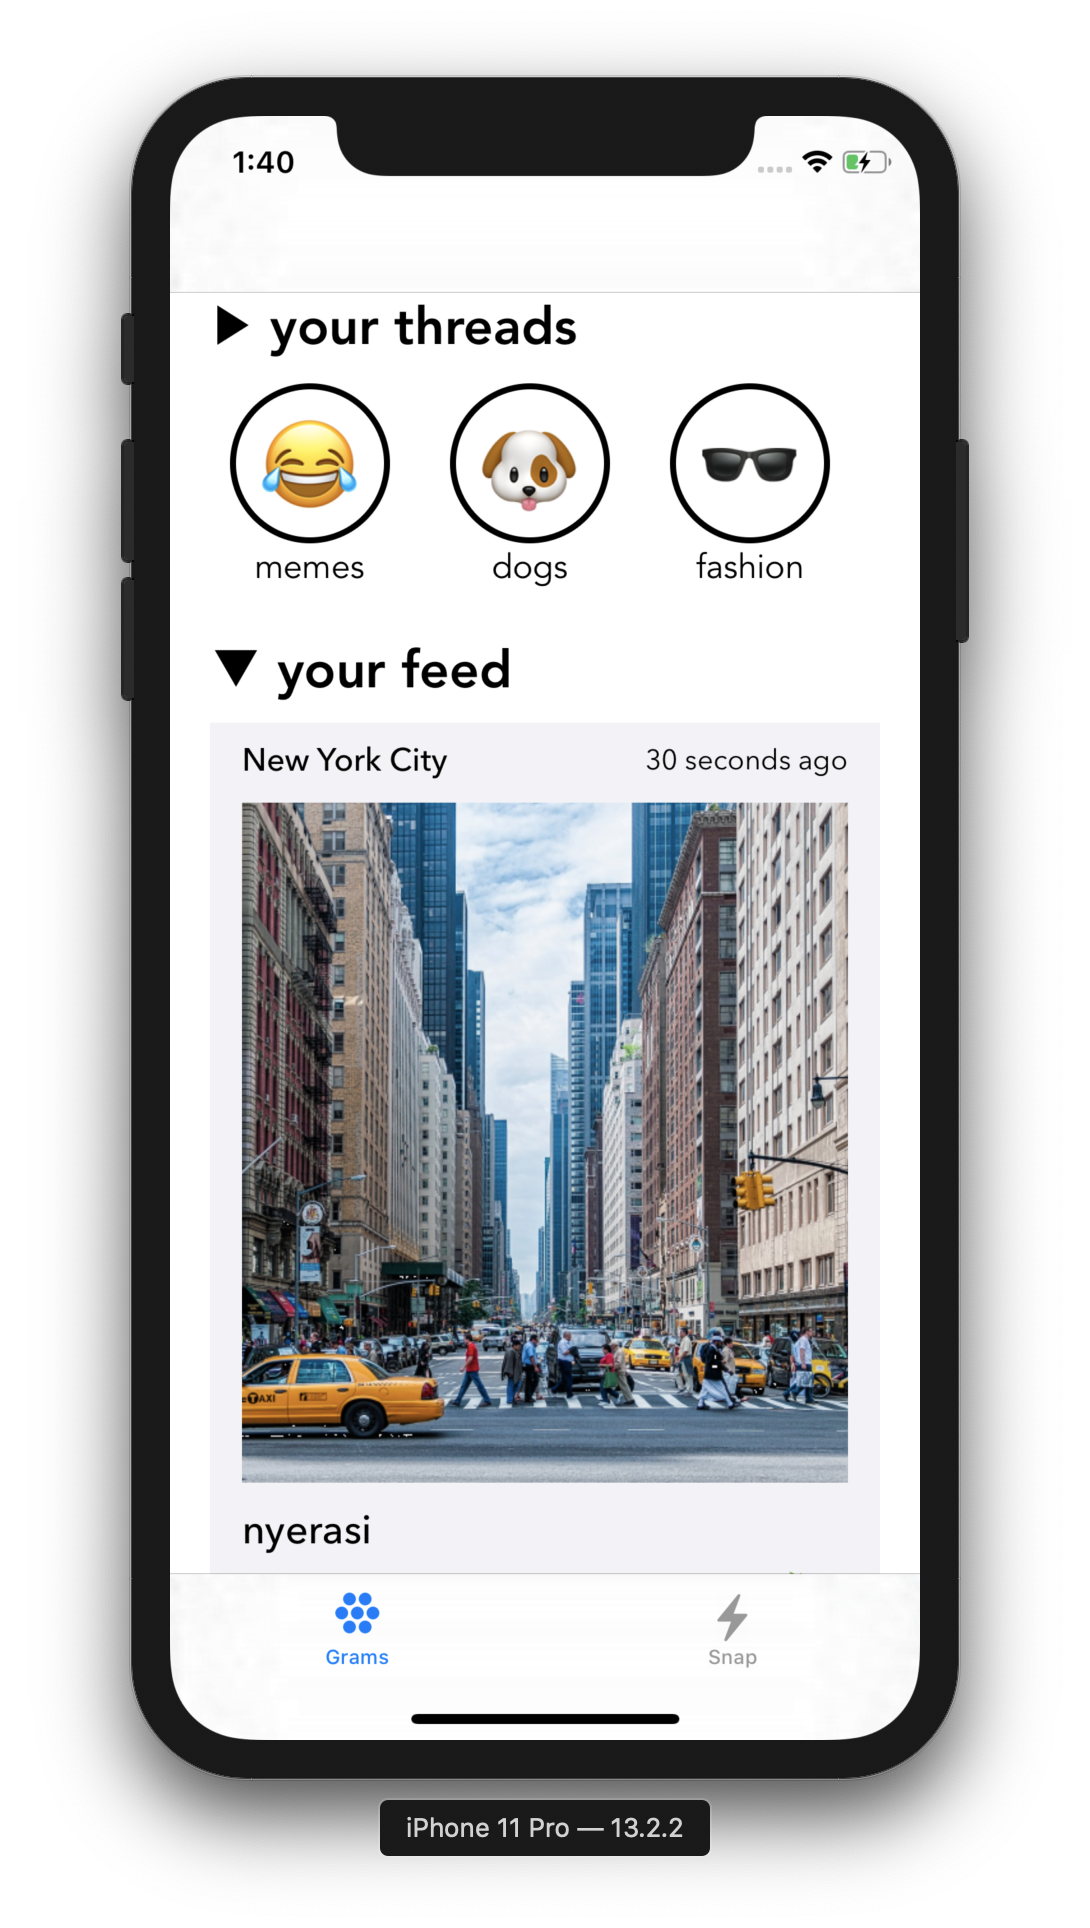 1:40
▶ your threads
memes dogs fashion
▼ your feed
New York City 30 seconds ago
TAXI
nyerasi
Grams Snap
iPhone 11 Pro — 13.2.2